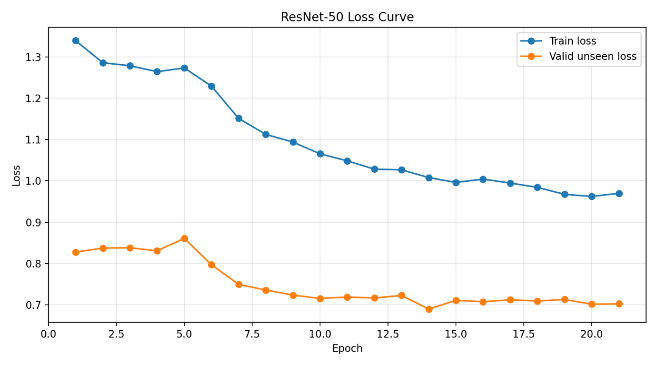 ResNet-50 Loss Curve
Train loss
Valid unseen loss
Loss
1.3
1.2
1.1
1.0
0.9
0.8
0.7
0.0 2.5 5.0 7.5 10.0 12.5 15.0 17.5 20.0
Epoch